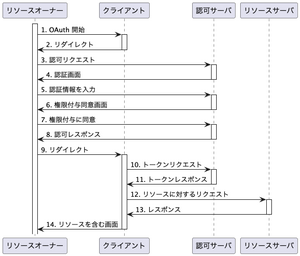 リソースオーナー
クライアント
認可サーバ
リソースサーバ
1. OAuth 開始
2. リダイレクト
3. 認可リクエスト
4. 認証画面
5. 認証情報を入力
6. 権限付与同意画面
7. 権限付与に同意
8. 認可レスポンス
9. リダイレクト
10. トークンリクエスト
11. トークンレスポンス
12. リソースに対するリクエスト
13. レスポンス
14. リソースを含む画面
リソースオーナー
クライアント
認可サーバ
リソースサーバ